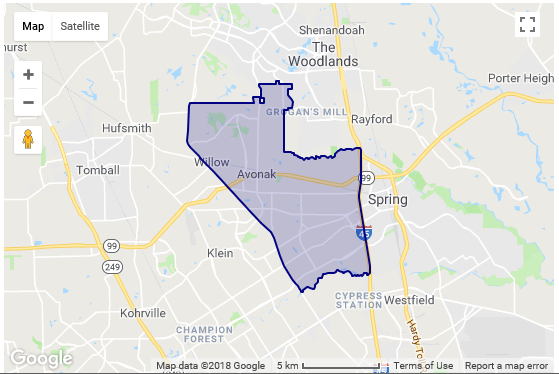 Map Satellite
Shenandoah
The
Woodlands
hurst
Porter Heigh
GROGAN'S MILL
Rayford
Hufsmith
Tomball
Willow
Avonak
99
Spring
45
Klein
99
249
CYPRESS
STATION
Westfield
Kohrville
CHAMPION
FOREST
Hardy To
Google
Map data ©2018 Google 5 km Terms of Use Report a map error